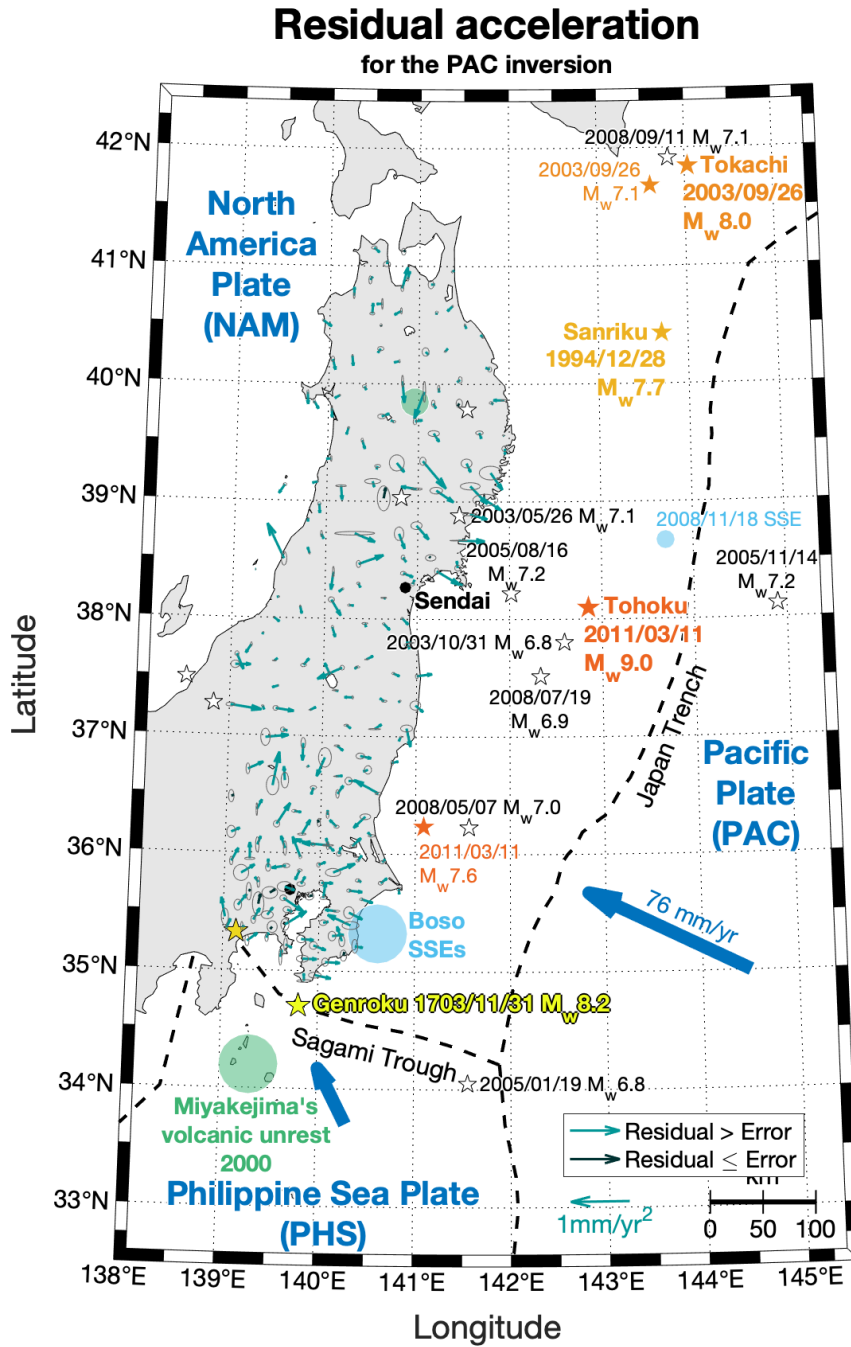 Residual acceleration
for the PAC inversion
42°N
41°N
40°N
39°N
38°N
37°N
36°N
35°N
34°N
33°N
Latitude
2008/09/11 Mw7.1
2003/09/26
Mw7.1
Tokachi
2003/09/26
Mw8.0
North
America
Plate
(NAM)
Sanriku
1994/12/28
Mw7.7
2003/05/26 Mw7.1
2008/11/18 SSE
2005/08/16
Mw7.2
2005/11/14
Mw7.2
Sendai
Tohoku
2011/03/11
Mw9.0
2003/10/31 Mw6.8
2008/07/19
Mw6.9
Japan Trench
Pacific
Plate
(PAC)
2008/05/07 Mw7.0
2011/03/11
Mw7.6
76 mm/yr
Boso
SSEs
Genroku 1703/11/31 Mw8.2
Sagami Trough
2005/01/19 Mw6.8
Miyakejima's
volcanic unrest
2000
Philippine Sea Plate
(PHS)
Residual > Error
Residual ≤ Error
km
1mm/yr²
0 50 100
138°E 139°E 140°E 141°E 142°E 143°E 144°E 145°E
Longitude